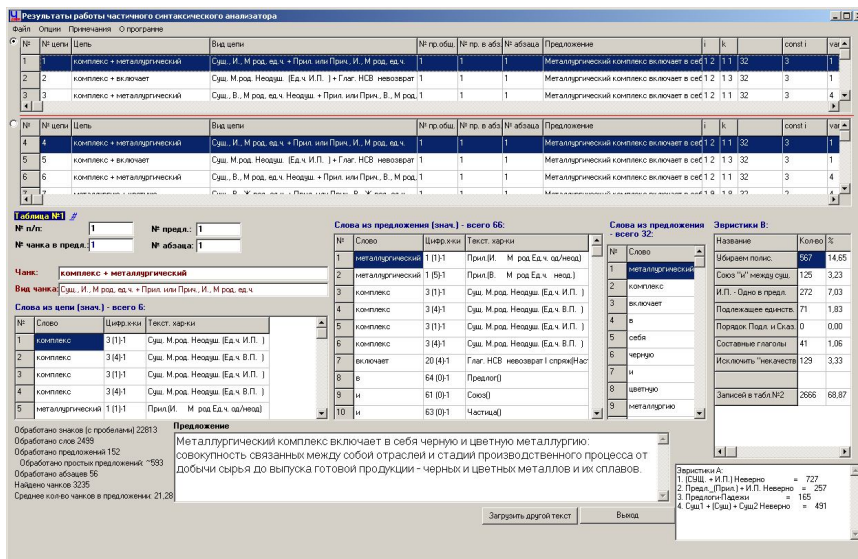 Результаты работы частичного синтаксического анализатора
Файл Опции Примечания О программе
№ № цепи Цепь Вид цепи № пр.общ. № пр. в абз. № абзаца Предложение i k const i var
1 1 комплекс + металлургический Сущ., И., М род, ед.ч. + Прил. или Прич., И., М род, ед.ч. 1 1 1 Металлургический комплекс включает в себ 1 2 1 1 32 3 1
2 2 комплекс + включает Сущ, М.род. Неодуш. (Ед.ч. И.П. ) + Глаг. НСВ невозврат 1 1 1 Металлургический комплекс включает в себ 1 2 1 3 32 3 1
3 3 комплекс + металлургический Сущ., В., М род, ед.ч. Неодуш. + Прил. или Прич., В., М род, 1 1 1 Металлургический комплекс включает в себ 1 2 1 1 32 3 4
№ № цепи Цепь Вид цепи № пр.общ. № пр. в абз. № абзаца Предложение i k const i var
4 4 комплекс + металлургический Сущ., И., М род, ед.ч. + Прил. или Прич., И., М род, ед.ч. 1 1 1 Металлургический комплекс включает в себ 1 2 1 1 32 3 1
5 5 комплекс + включает Сущ, М.род. Неодуш. (Ед.ч. И.П. ) + Глаг. НСВ невозврат 1 1 1 Металлургический комплекс включает в себ 1 2 1 3 32 3 1
6 6 комплекс + металлургический Сущ., В., М род, ед.ч. Неодуш. + Прил. или Прич., В., М род, 1 1 1 Металлургический комплекс включает в себ 1 2 1 1 32 3 4
Таблица №1 #
№ п/п: 1 № предл.: 1
№ чанка в предл.: 1 № абзаца: 1
Чанк: комплекс + металлургический
Вид чанка: Сущ., И., М род, ед.ч. + Прил. или Прич., И., М род, ед.ч
Слова из цепи (знач.) - всего 6:
№ Слово Цифр.х-ки Текст. хар-ки
1 комплекс 3 (1)-1 Сущ, М.род. Неодуш. (Ед.ч. И.П. )
2 комплекс 3 (4)-1 Сущ, М.род. Неодуш. (Ед.ч. В.П. )
3 комплекс 3 (1)-1 Сущ, М.род. Неодуш. (Ед.ч. И.П. )
4 комплекс 3 (4)-1 Сущ, М.род. Неодуш. (Ед.ч. В.П. )
5 металлургический 1 (1)-1 Прил.(И. М род Ед.ч. од/неод)
Слова из предложения (знач.) - всего 66:
№ Слово Цифр.х-ки Текст. хар-ки
1 металлургический 1 (1)-1 Прил.(И. М род Ед.ч. од/неод)
2 металлургический 1 (5)-1 Прил.(В. М род Ед.ч. неод.)
3 комплекс 3 (1)-1 Сущ, М.род. Неодуш. (Ед.ч. И.П. )
4 комплекс 3 (4)-1 Сущ, М.род. Неодуш. (Ед.ч. В.П. )
5 комплекс 3 (1)-1 Сущ, М.род. Неодуш. (Ед.ч. И.П. )
6 комплекс 3 (4)-1 Сущ, М.род. Неодуш. (Ед.ч. В.П. )
7 включает 20 (4)-1 Глаг. НСВ невозврат I спряж(Нас
8 в 64 (0)-1 Предлог()
9 и 61 (0)-1 Союз()
10 и 63 (0)-1 Частица()
Слова из предложения
- всего 32:
№ Слово
1 металлургический
2 комплекс
3 включает
4 в
5 себя
6 черную
7 и
8 цветную
9 металлургию
Эвристики В:
Название Кол-во %
Убираем полис. 567 14,65
Союз "и" между сущ. 125 3,23
И.П. - Одно в предл. 272 7,03
Подлежащее единств. 71 1,83
Порядок Подл. и Сказ. 0 0,00
Составные глаголы 41 1,06
Исключить "некачеств 129 3,33
Записей в табл.№2 2666 68,87
Обработано знаков (с пробелами) 22813
Обработано слов 2499
Обработано предложений 152
Обработано простых предложений: ~593
Обработано абзацев 56
Найдено чанков 3235
Среднее кол-во чанков в предложении: 21,28
Предложение
Металлургический комплекс включает в себя черную и цветную металлургию:
совокупность связанных между собой отраслей и стадий производственного процесса от
добычи сырья до выпуска готовой продукции - черных и цветных металлов и их сплавов.
Эвристики А:
1. (СУЩ. + И.П.) Неверно = 727
2. Предл._(Прил.) + И.П. Неверно = 257
3. Предлоги-Падежи = 165
4. Сущ1 + (Сущ) + Сущ2 Неверно = 491
Загрузить другой текст Выход